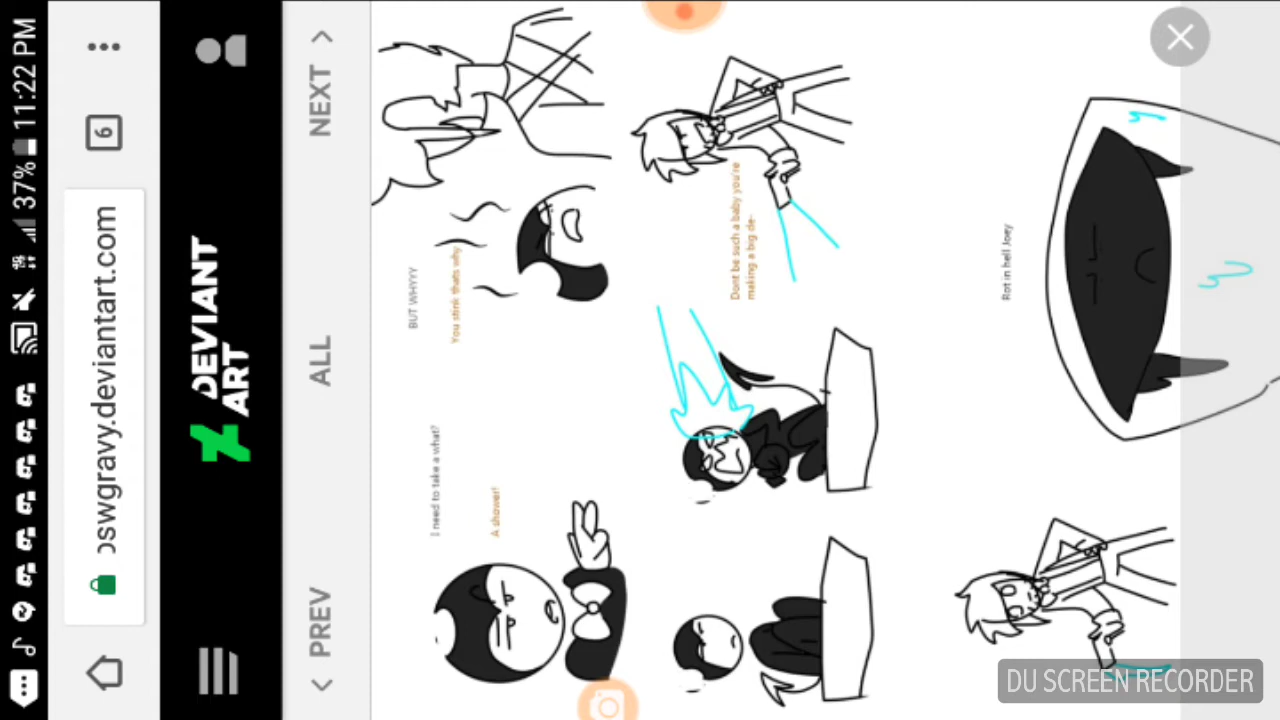 37% 11:22 PM
oswgravy.deviantart.com
6
DEVIANT
ART
PREV
ALL
NEXT
I need to take a what?
A shower!
BUT WHYYY
You stink thats why
Dont be such a baby you're
making a big de-
Rot in hell Joey
DU SCREEN RECORDER